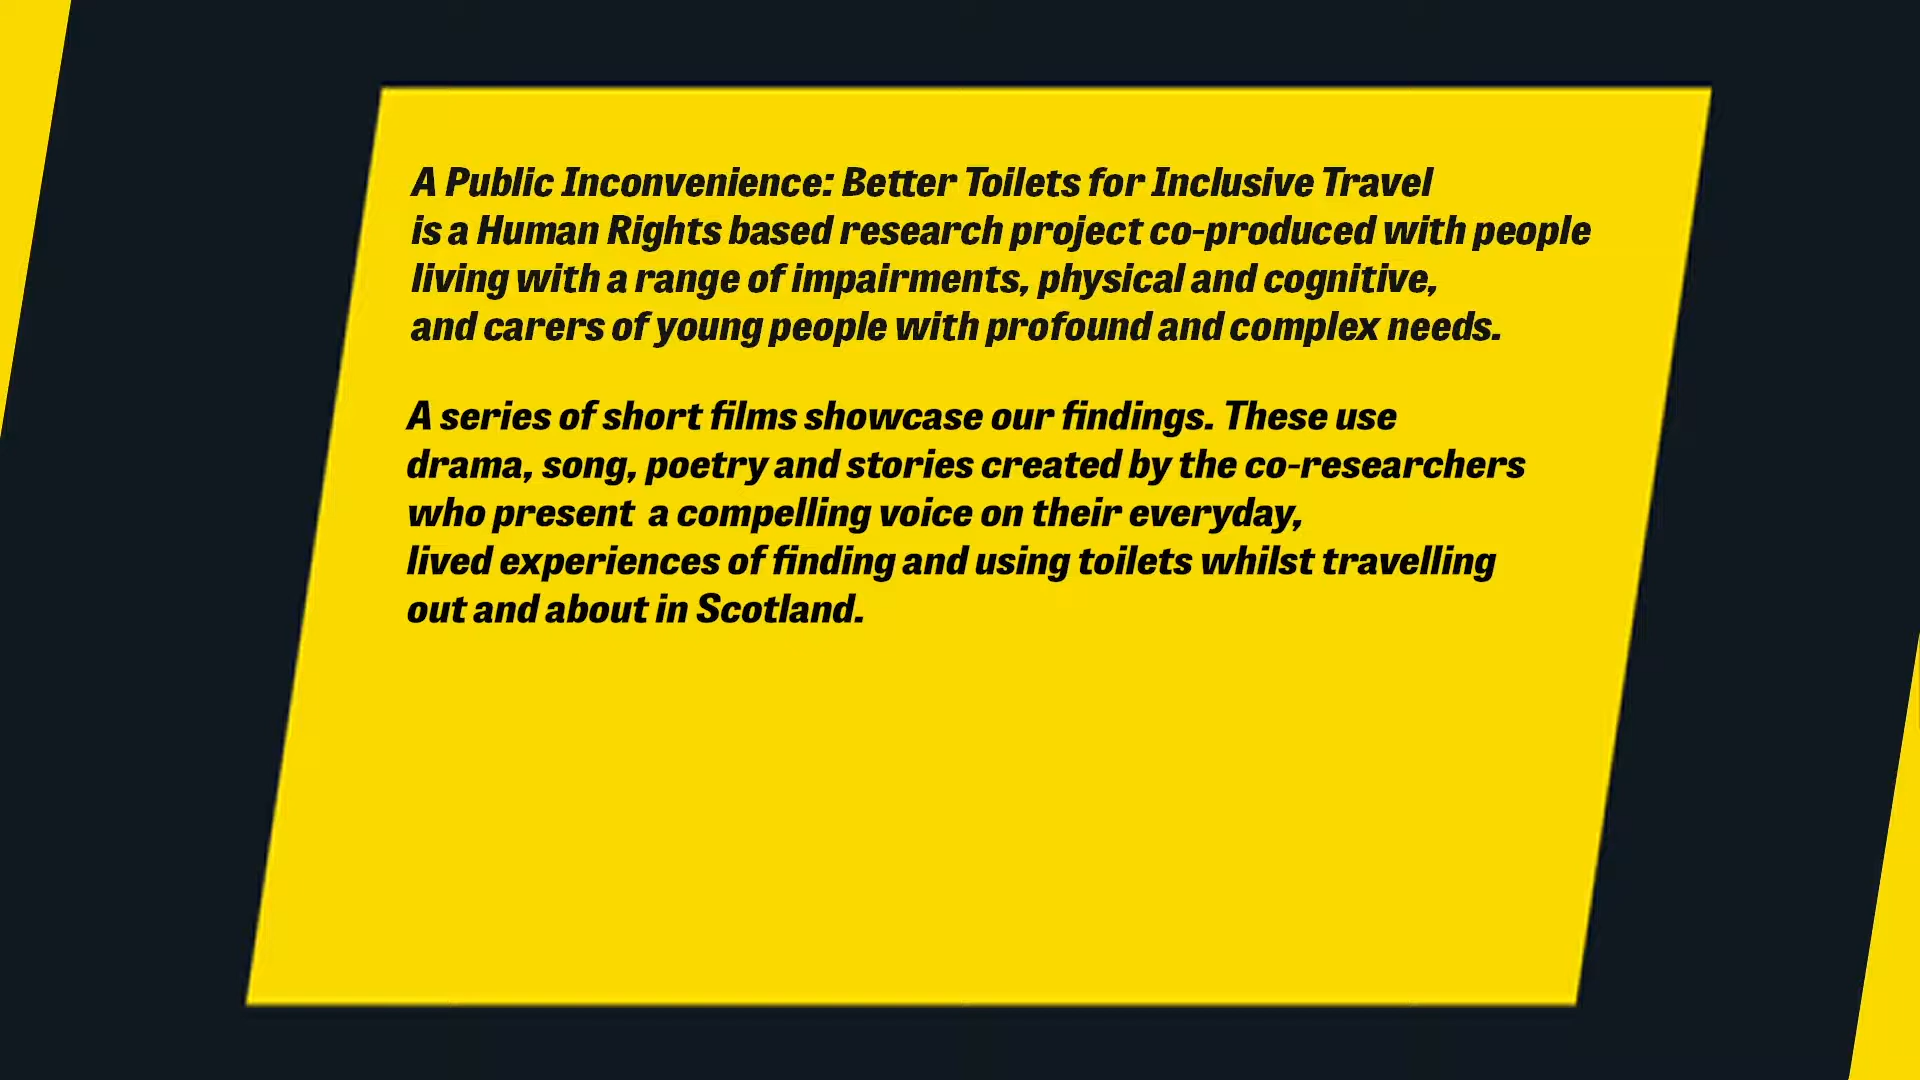 A Public Inconvenience: Better Toilets for Inclusive Travel
is a Human Rights based research project co-produced with people
living with a range of impairments, physical and cognitive,
and carers of young people with profound and complex needs.
A series of short films showcase our findings. These use
drama, song, poetry and stories created by the co-researchers
who present  a compelling voice on their everyday,
lived experiences of finding and using toilets whilst travelling
out and about in Scotland.